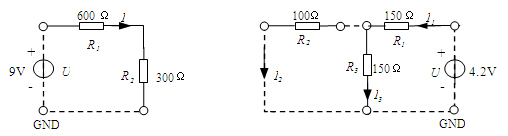 600 Ω I
R₁
+
9V U
-
R₂ 300 Ω
GND
100Ω 150 Ω I₁
R₂ R₁
I₂ R₃ 150 Ω
+
U 4.2V
-
I₃
GND